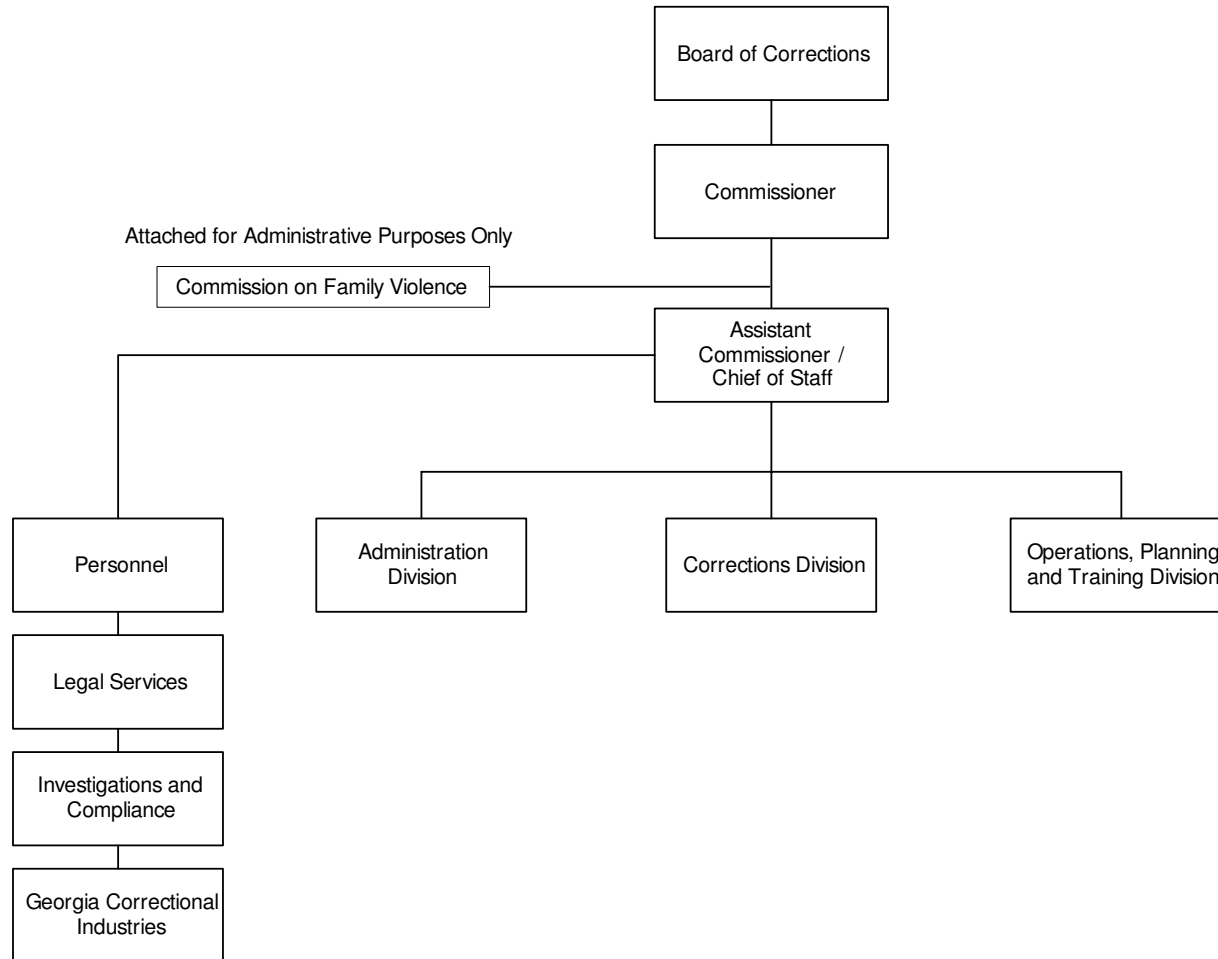 Board of Corrections
Commissioner
Attached for Administrative Purposes Only
Commission on Family Violence
Assistant
Commissioner /
Chief of Staff
Personnel
Administration
Division
Corrections Division
Operations, Planning
and Training Division
Legal Services
Investigations and
Compliance
Georgia Correctional
Industries